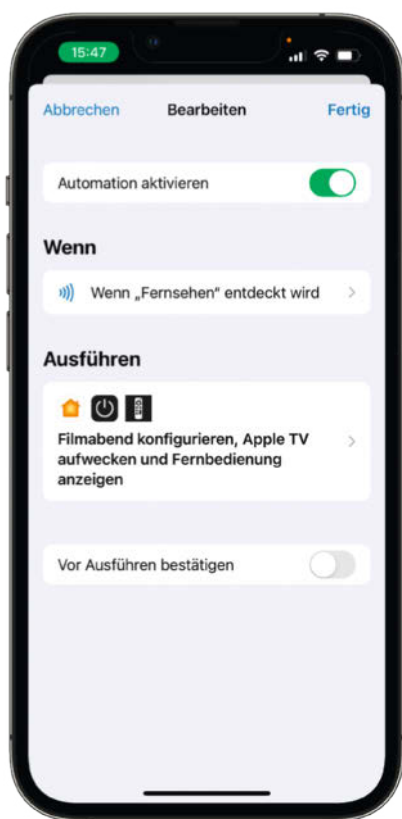 15:47
Abbrechen Bearbeiten Fertig
Automation aktivieren
Wenn
Wenn „Fernsehen“ entdeckt wird
Ausführen
Filmabend konfigurieren, Apple TV
aufwecken und Fernbedienung
anzeigen
Vor Ausführen bestätigen